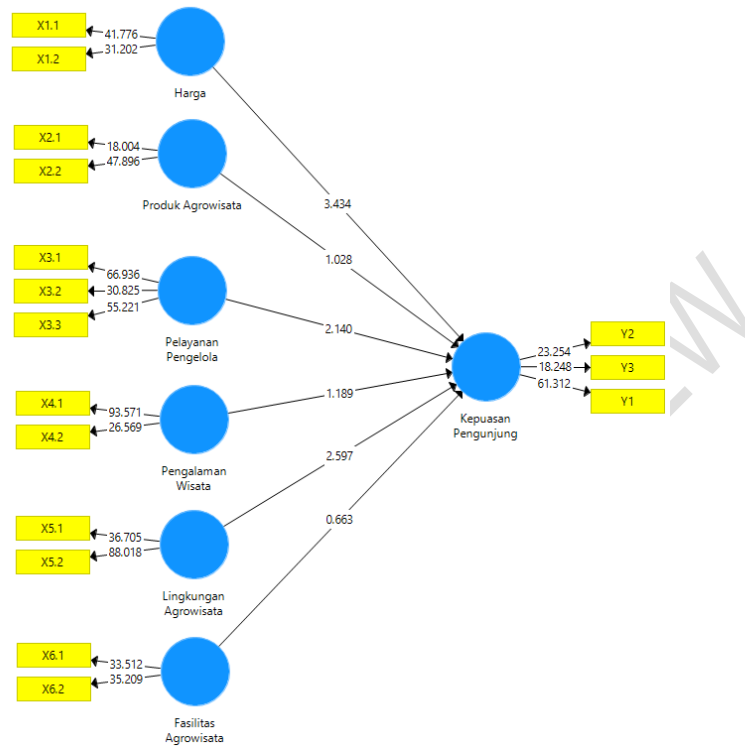 X1.1
41.776
X1.2
31.202
Harga
X2.1
18.004
X2.2
47.896
Produk Agrowisata
3.434
1.028
X3.1
66.936
X3.2
30.825
X3.3
55.221
Pelayanan
Pengelola
2.140
Y2
23.254
Y3
18.248
Y1
61.312
Kepuasan
Pengunjung
X4.1
93.571
X4.2
26.569
1.189
Pengalaman
Wisata
2.597
X5.1
36.705
X5.2
88.018
0.663
Lingkungan
Agrowisata
X6.1
33.512
X6.2
35.209
Fasilitas
Agrowisata